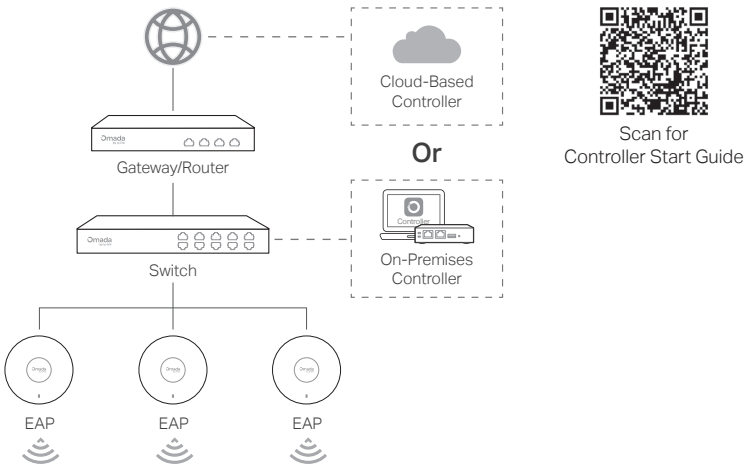 Cloud-Based
Controller
Omada
Gateway/Router
Or
Scan for
Controller Start Guide
Omada
Switch
Controller
On-Premises
Controller
Omada
Omada
Omada
EAP
EAP
EAP